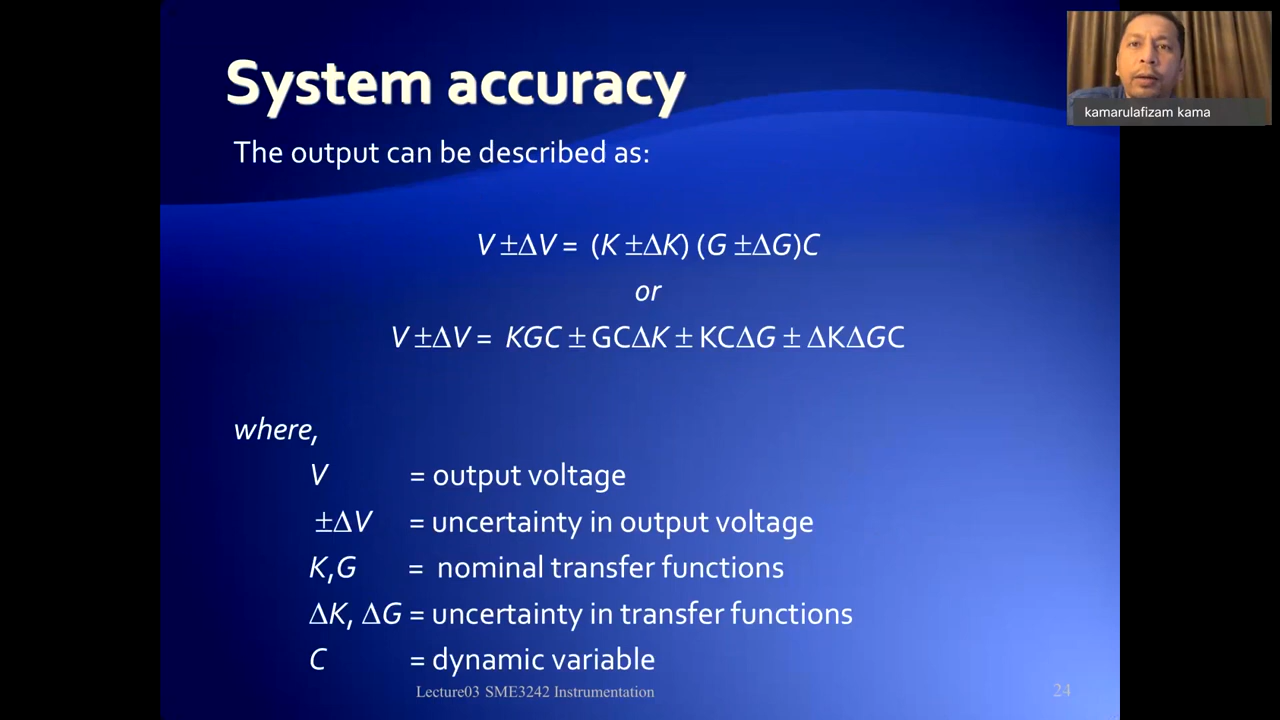 System accuracy
kamarulafizam kama
The output can be described as:
V ±ΔV = (K ±ΔK) (G ±ΔG)C
or
V ±ΔV = KGC ± GCΔK ± KCΔG ± ΔKΔGC
where,
V = output voltage
±ΔV = uncertainty in output voltage
K,G = nominal transfer functions
ΔK, ΔG = uncertainty in transfer functions
C = dynamic variable
Lecture03 SME3242 Instrumentation
24